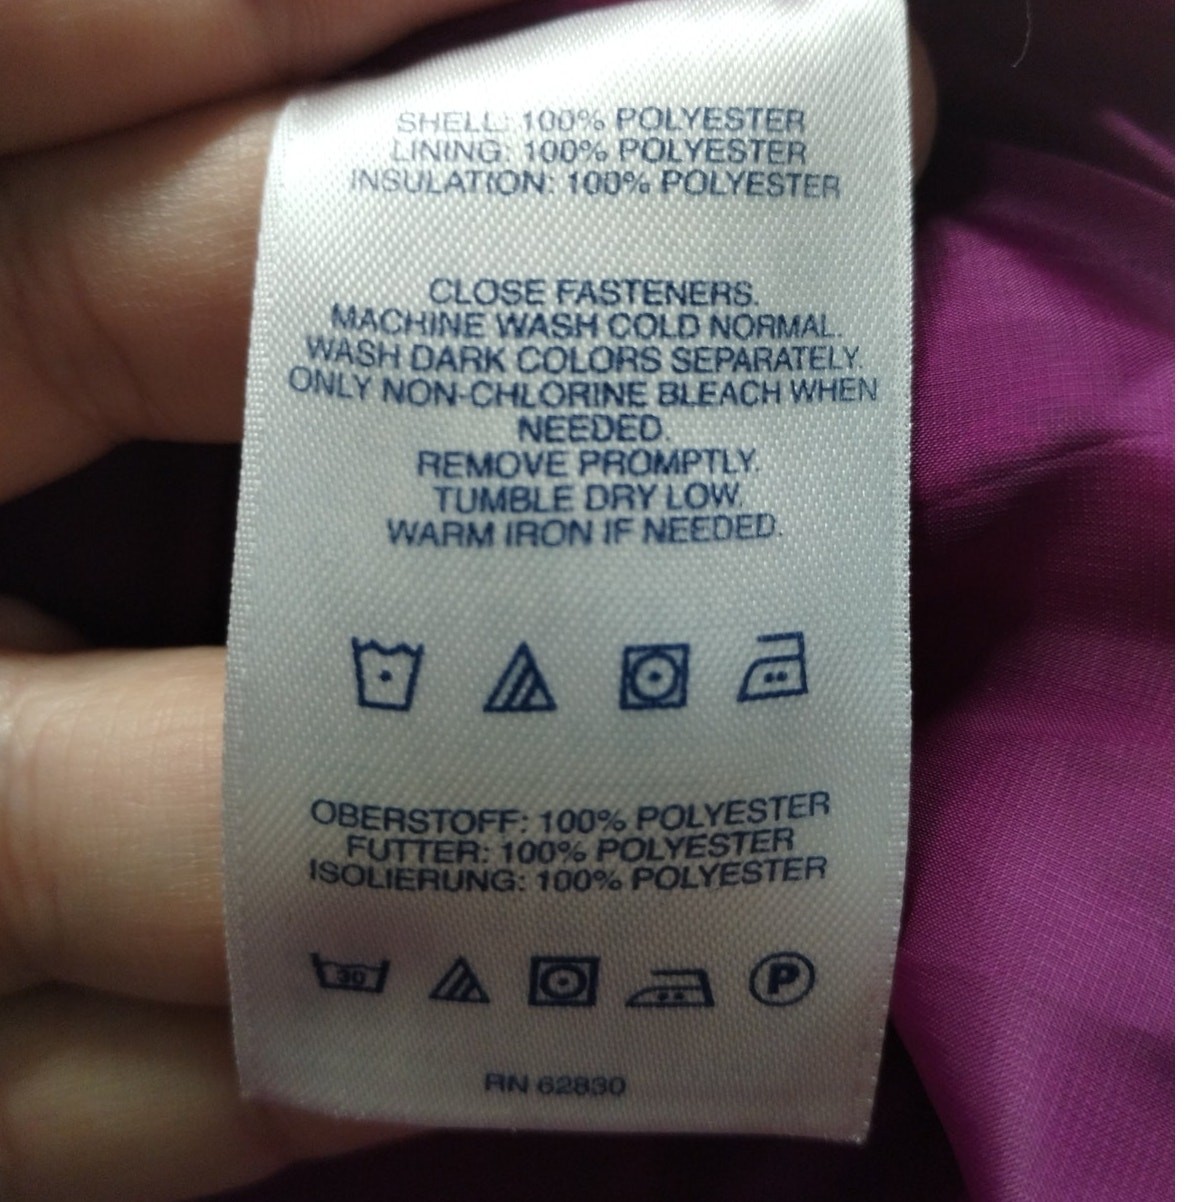 SHELL: 100% POLYESTER
LINING: 100% POLYESTER
INSULATION: 100% POLYESTER
CLOSE FASTENERS.
MACHINE WASH COLD NORMAL.
WASH DARK COLORS SEPARATELY.
ONLY NON-CHLORINE BLEACH WHEN
NEEDED.
REMOVE PROMPTLY.
TUMBLE DRY LOW.
WARM IRON IF NEEDED.
OBERSTOFF: 100% POLYESTER
FUTTER: 100% POLYESTER
ISOLIERUNG: 100% POLYESTER
30 P
RN 62830